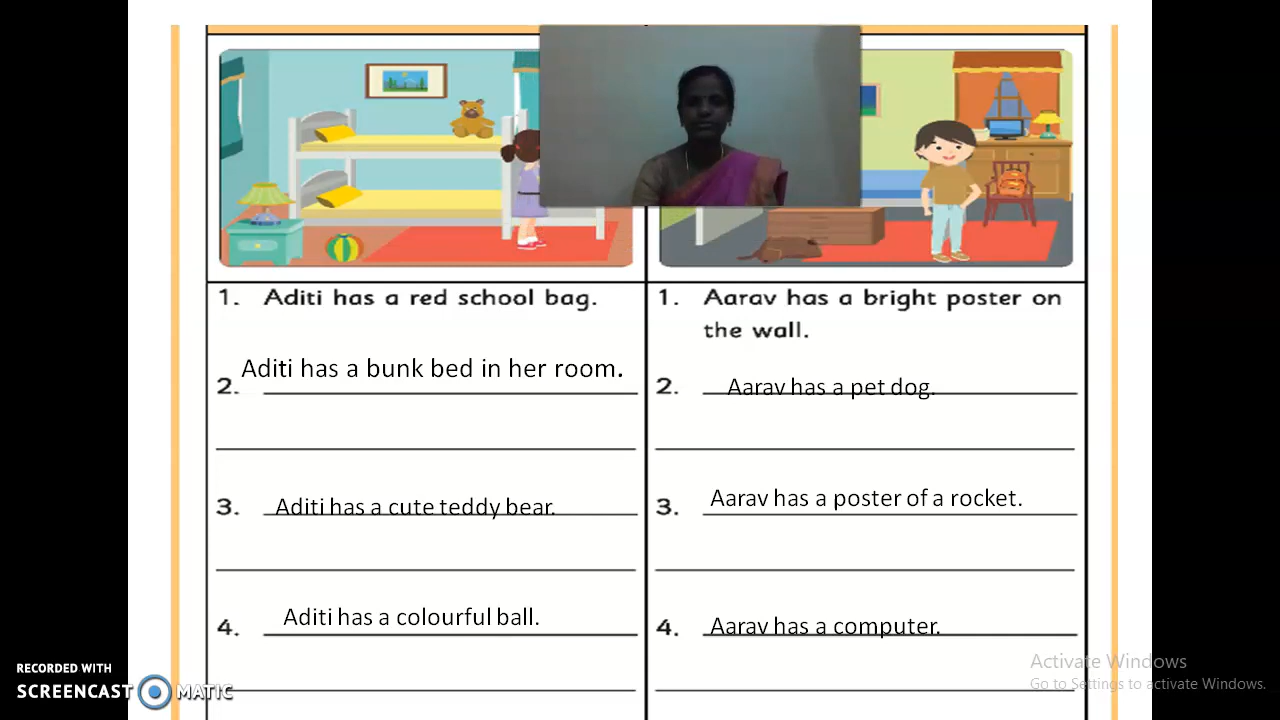 1. Aditi has a red school bag.
Aditi has a bunk bed in her room.
2.
3. Aditi has a cute teddy bear.
4. Aditi has a colourful ball.
1. Aarav has a bright poster on
the wall.
2. Aarav has a pet dog.
3. Aarav has a poster of a rocket.
4. Aarav has a computer.
Activate Windows
Go to Settings to activate Windows.
RECORDED WITH
SCREENCAST MATIC